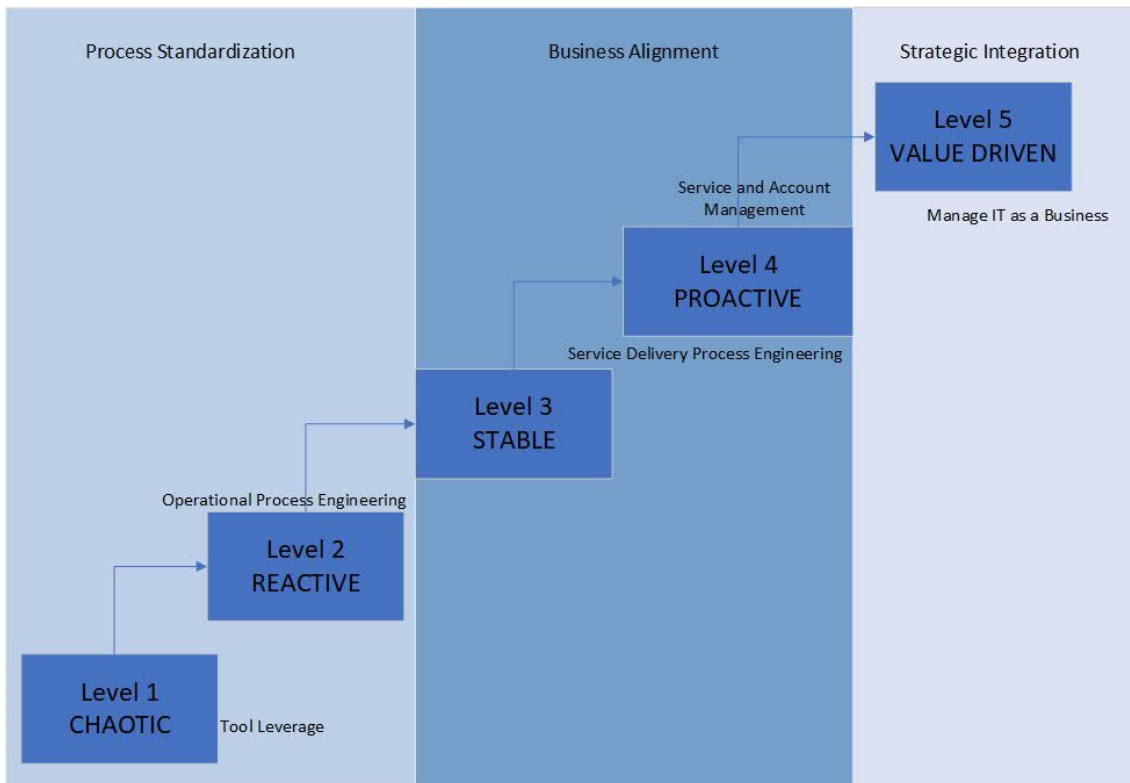 Process Standardization
Business Alignment
Strategic Integration
Level 5
VALUE DRIVEN
Service and Account
Management
Manage IT as a Business
Level 4
PROACTIVE
Service Delivery Process Engineering
Level 3
STABLE
Operational Process Engineering
Level 2
REACTIVE
Level 1
CHAOTIC
Tool Leverage